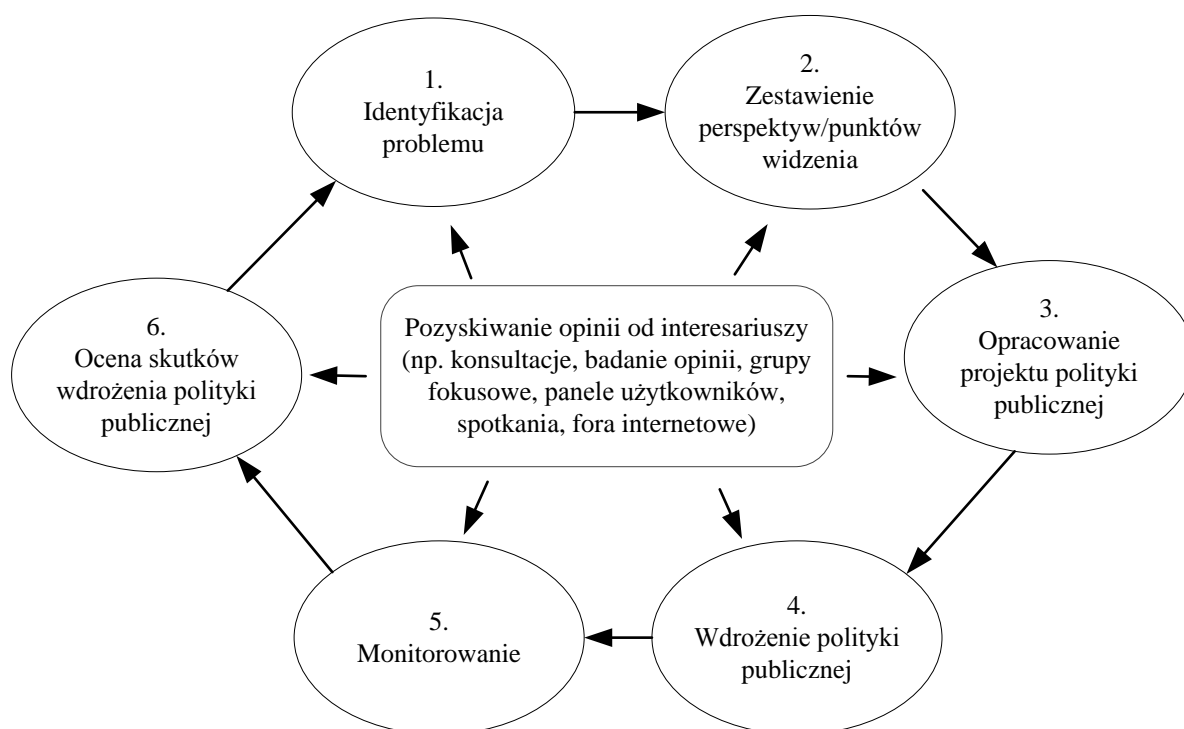 1.
Identyfikacja
problemu
2.
Zestawienie
perspektyw/punktów
widzenia
3.
Opracowanie
projektu polityki
publicznej
4.
Wdrożenie polityki
publicznej
5.
Monitorowanie
6.
Ocena skutków
wdrożenia polityki
publicznej
Pozyskiwanie opinii od interesariuszy
(np. konsultacje, badanie opinii, grupy
fokusowe, panele użytkowników,
spotkania, fora internetowe)